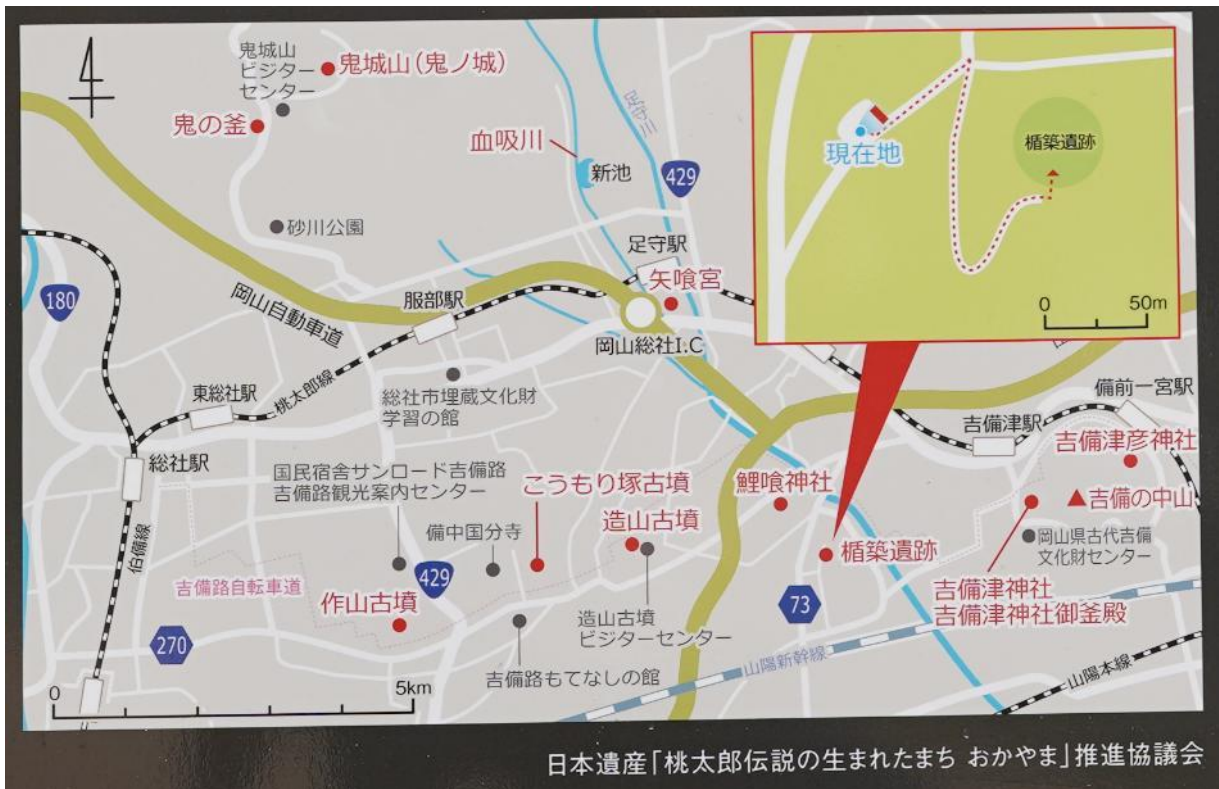 鬼城山
ビジター
センター
鬼城山(鬼ノ城)
鬼の釜
血吸川
新池
足守川
429
砂川公園
足守駅
矢喰宮
180
岡山自動車道
服部駅
岡山総社I.C
東総社駅
桃太郎線
総社市埋蔵文化財
学習の館
総社駅
伯備線
国民宿舎サンロード吉備路
吉備路観光案内センター
備中国分寺
こうもり塚古墳
造山古墳
鯉喰神社
楯築遺跡
吉備津駅
備前一宮駅
吉備津彦神社
吉備の中山
岡山県古代吉備
文化財センター
吉備津神社
吉備津神社御釜殿
吉備路自転車道
429
作山古墳
270
造山古墳
ビジターセンター
吉備路もてなしの館
73
山陽新幹線
山陽本線
0
5km
現在地
楯築遺跡
0
50m
日本遺産「桃太郎伝説の生まれたまち おかやま」推進協議会